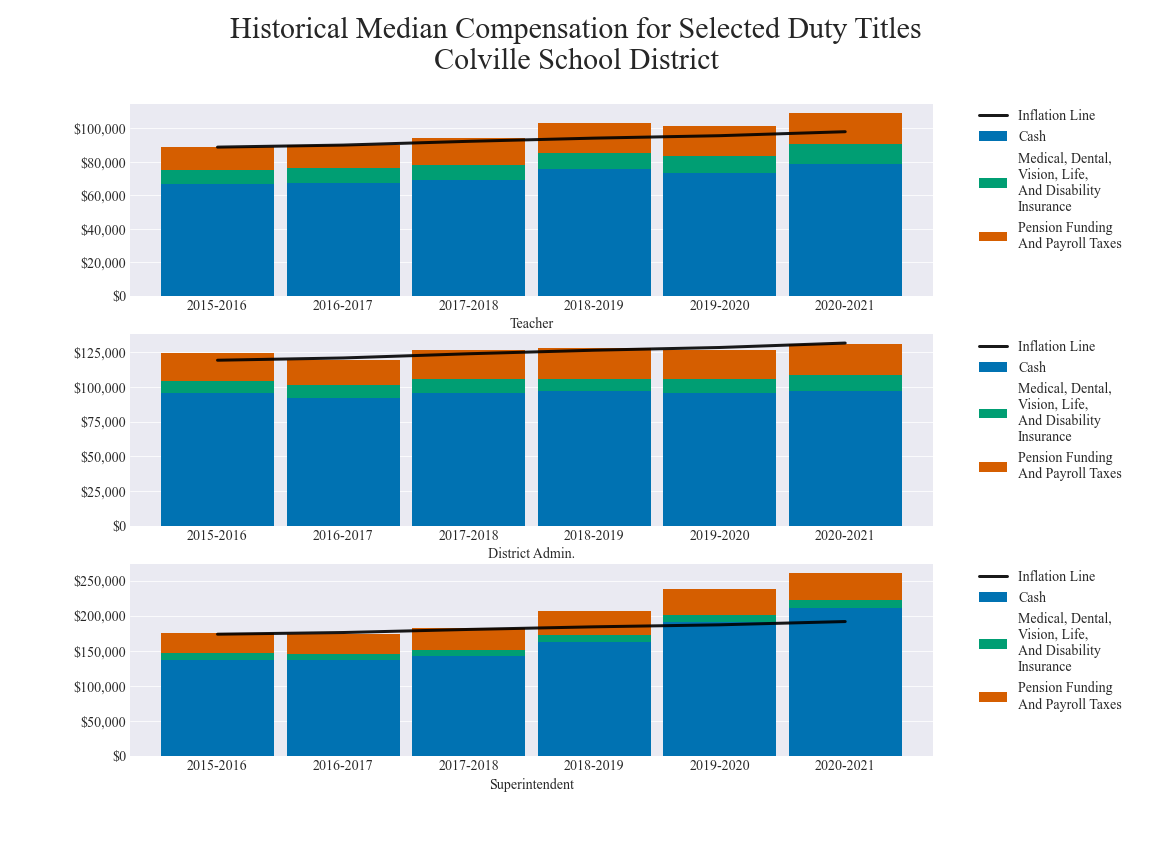 Historical Median Compensation for Selected Duty Titles
Colville School District
$100,000
$80,000
$60,000
$40,000
$20,000
$0
2015-2016 2016-2017 2017-2018 2018-2019 2019-2020 2020-2021
Teacher
Inflation Line
Cash
Medical, Dental,
Vision, Life,
And Disability
Insurance
Pension Funding
And Payroll Taxes
$125,000
$100,000
$75,000
$50,000
$25,000
$0
2015-2016 2016-2017 2017-2018 2018-2019 2019-2020 2020-2021
District Admin.
Inflation Line
Cash
Medical, Dental,
Vision, Life,
And Disability
Insurance
Pension Funding
And Payroll Taxes
$250,000
$200,000
$150,000
$100,000
$50,000
$0
2015-2016 2016-2017 2017-2018 2018-2019 2019-2020 2020-2021
Superintendent
Inflation Line
Cash
Medical, Dental,
Vision, Life,
And Disability
Insurance
Pension Funding
And Payroll Taxes